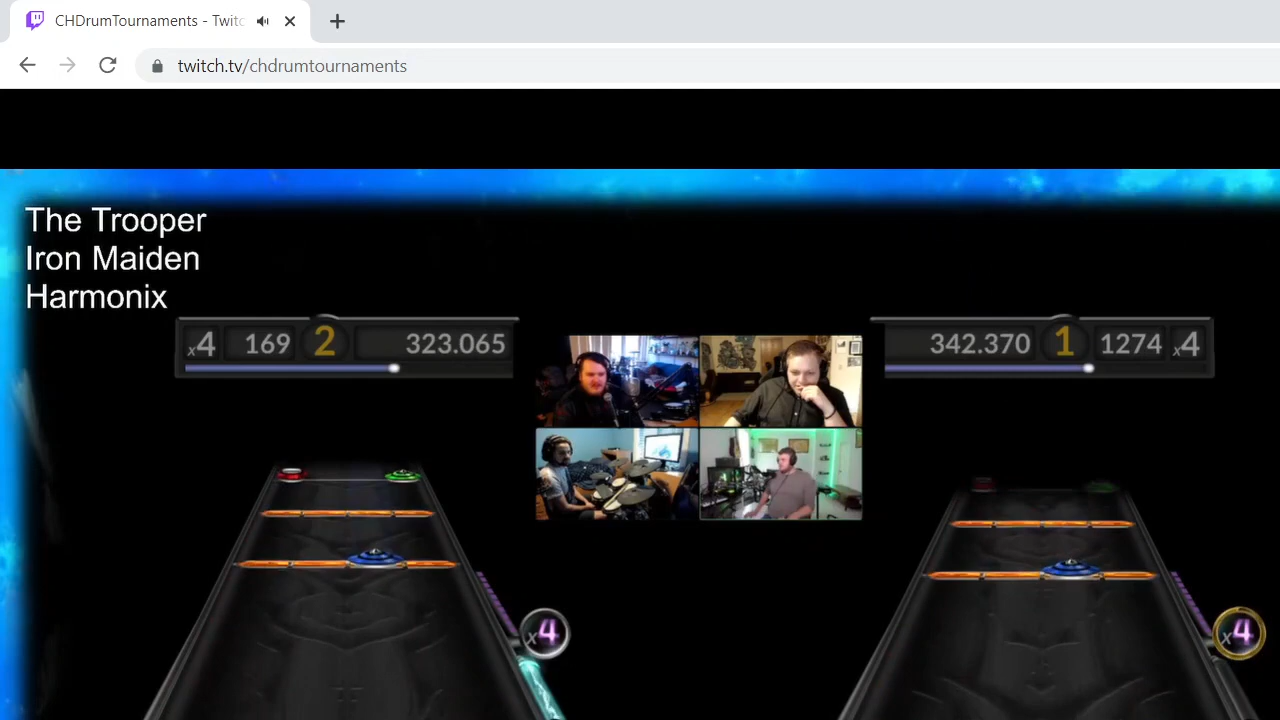 CHDrumTournaments - Twitc
twitch.tv/chdrumtournaments
The Trooper
Iron Maiden
Harmonix
x4 169 2 323.065
342.370 1 1274 x4
x4
x4